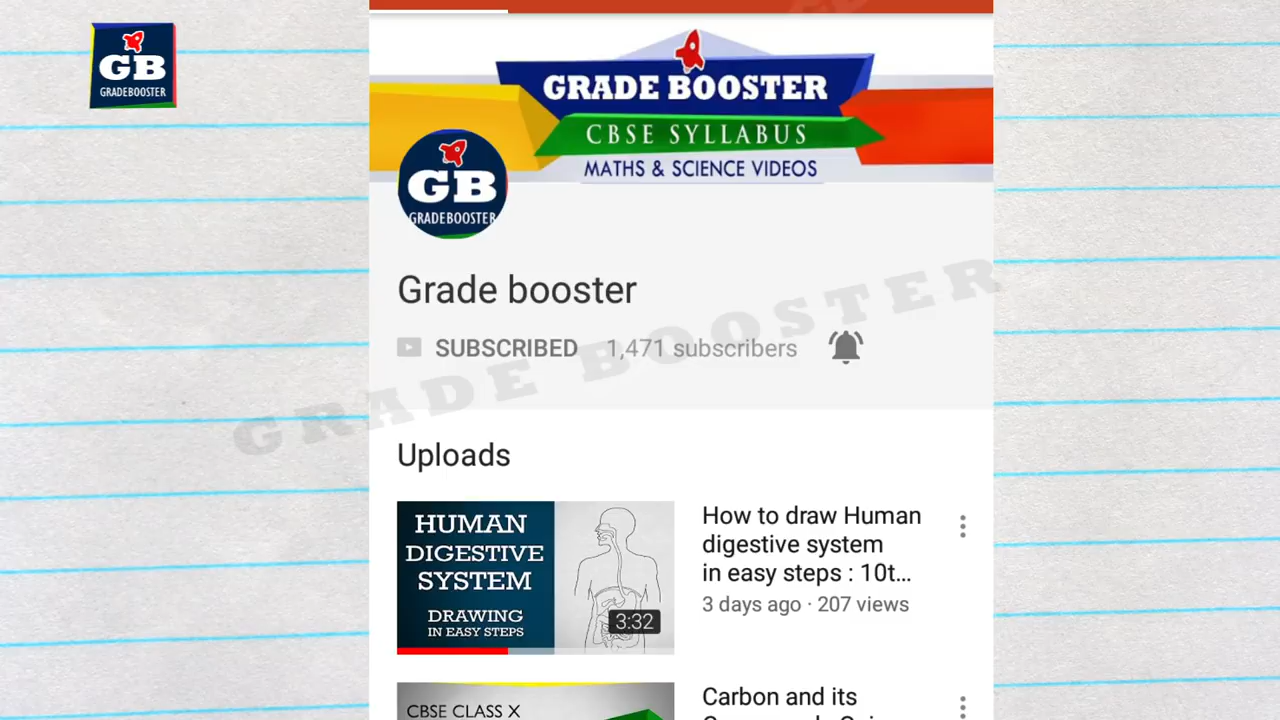 GB
GRADEBOOSTER
GRADE BOOSTER
CBSE SYLLABUS
MATHS & SCIENCE VIDEOS
GB
GRADEBOOSTER
Grade booster
SUBSCRIBED 1,471 subscribers
GRADE BOOSTER
Uploads
HUMAN
DIGESTIVE
SYSTEM
DRAWING
IN EASY STEPS
3:32
How to draw Human
digestive system
in easy steps : 10t...
3 days ago · 207 views
CBSE CLASS X
Carbon and its